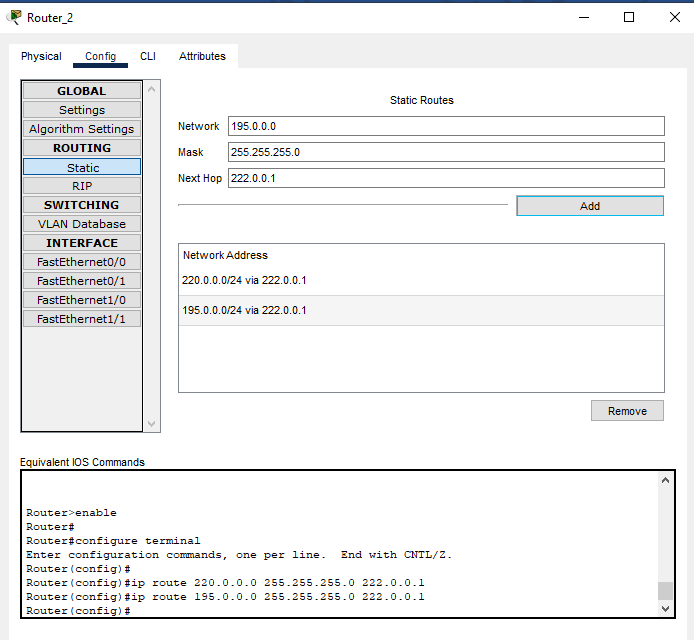 Router_2
Physical Config CLI Attributes
GLOBAL
Settings
Algorithm Settings
ROUTING
Static
RIP
SWITCHING
VLAN Database
INTERFACE
FastEthernet0/0
FastEthernet0/1
FastEthernet1/0
FastEthernet1/1
Static Routes
Network 195.0.0.0
Mask 255.255.255.0
Next Hop 222.0.0.1
Add
Network Address
220.0.0.0/24 via 222.0.0.1
195.0.0.0/24 via 222.0.0.1
Remove
Equivalent IOS Commands
Router>enable
Router#
Router#configure terminal
Enter configuration commands, one per line. End with CNTL/Z.
Router(config)#
Router(config)#ip route 220.0.0.0 255.255.255.0 222.0.0.1
Router(config)#ip route 195.0.0.0 255.255.255.0 222.0.0.1
Router(config)#